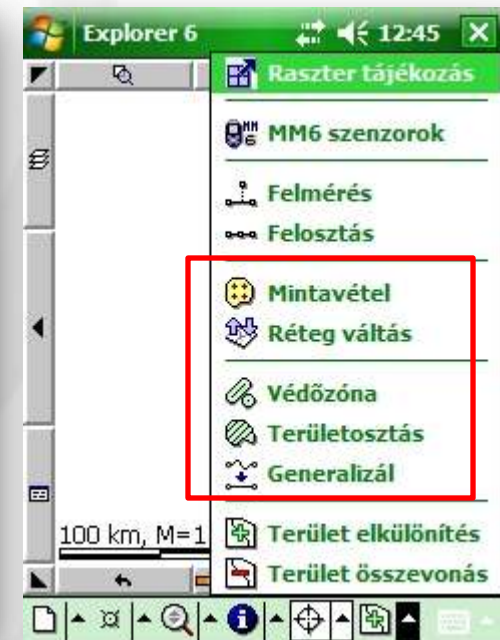 Explorer 6 12:45
Raszter tájékozás
MM6 szenzorok
Felmérés
Felosztás
Mintavétel
Réteg váltás
Védőzóna
Területosztás
Generalizál
100 km, M=1
Terület elkülönítés
Terület összevonás